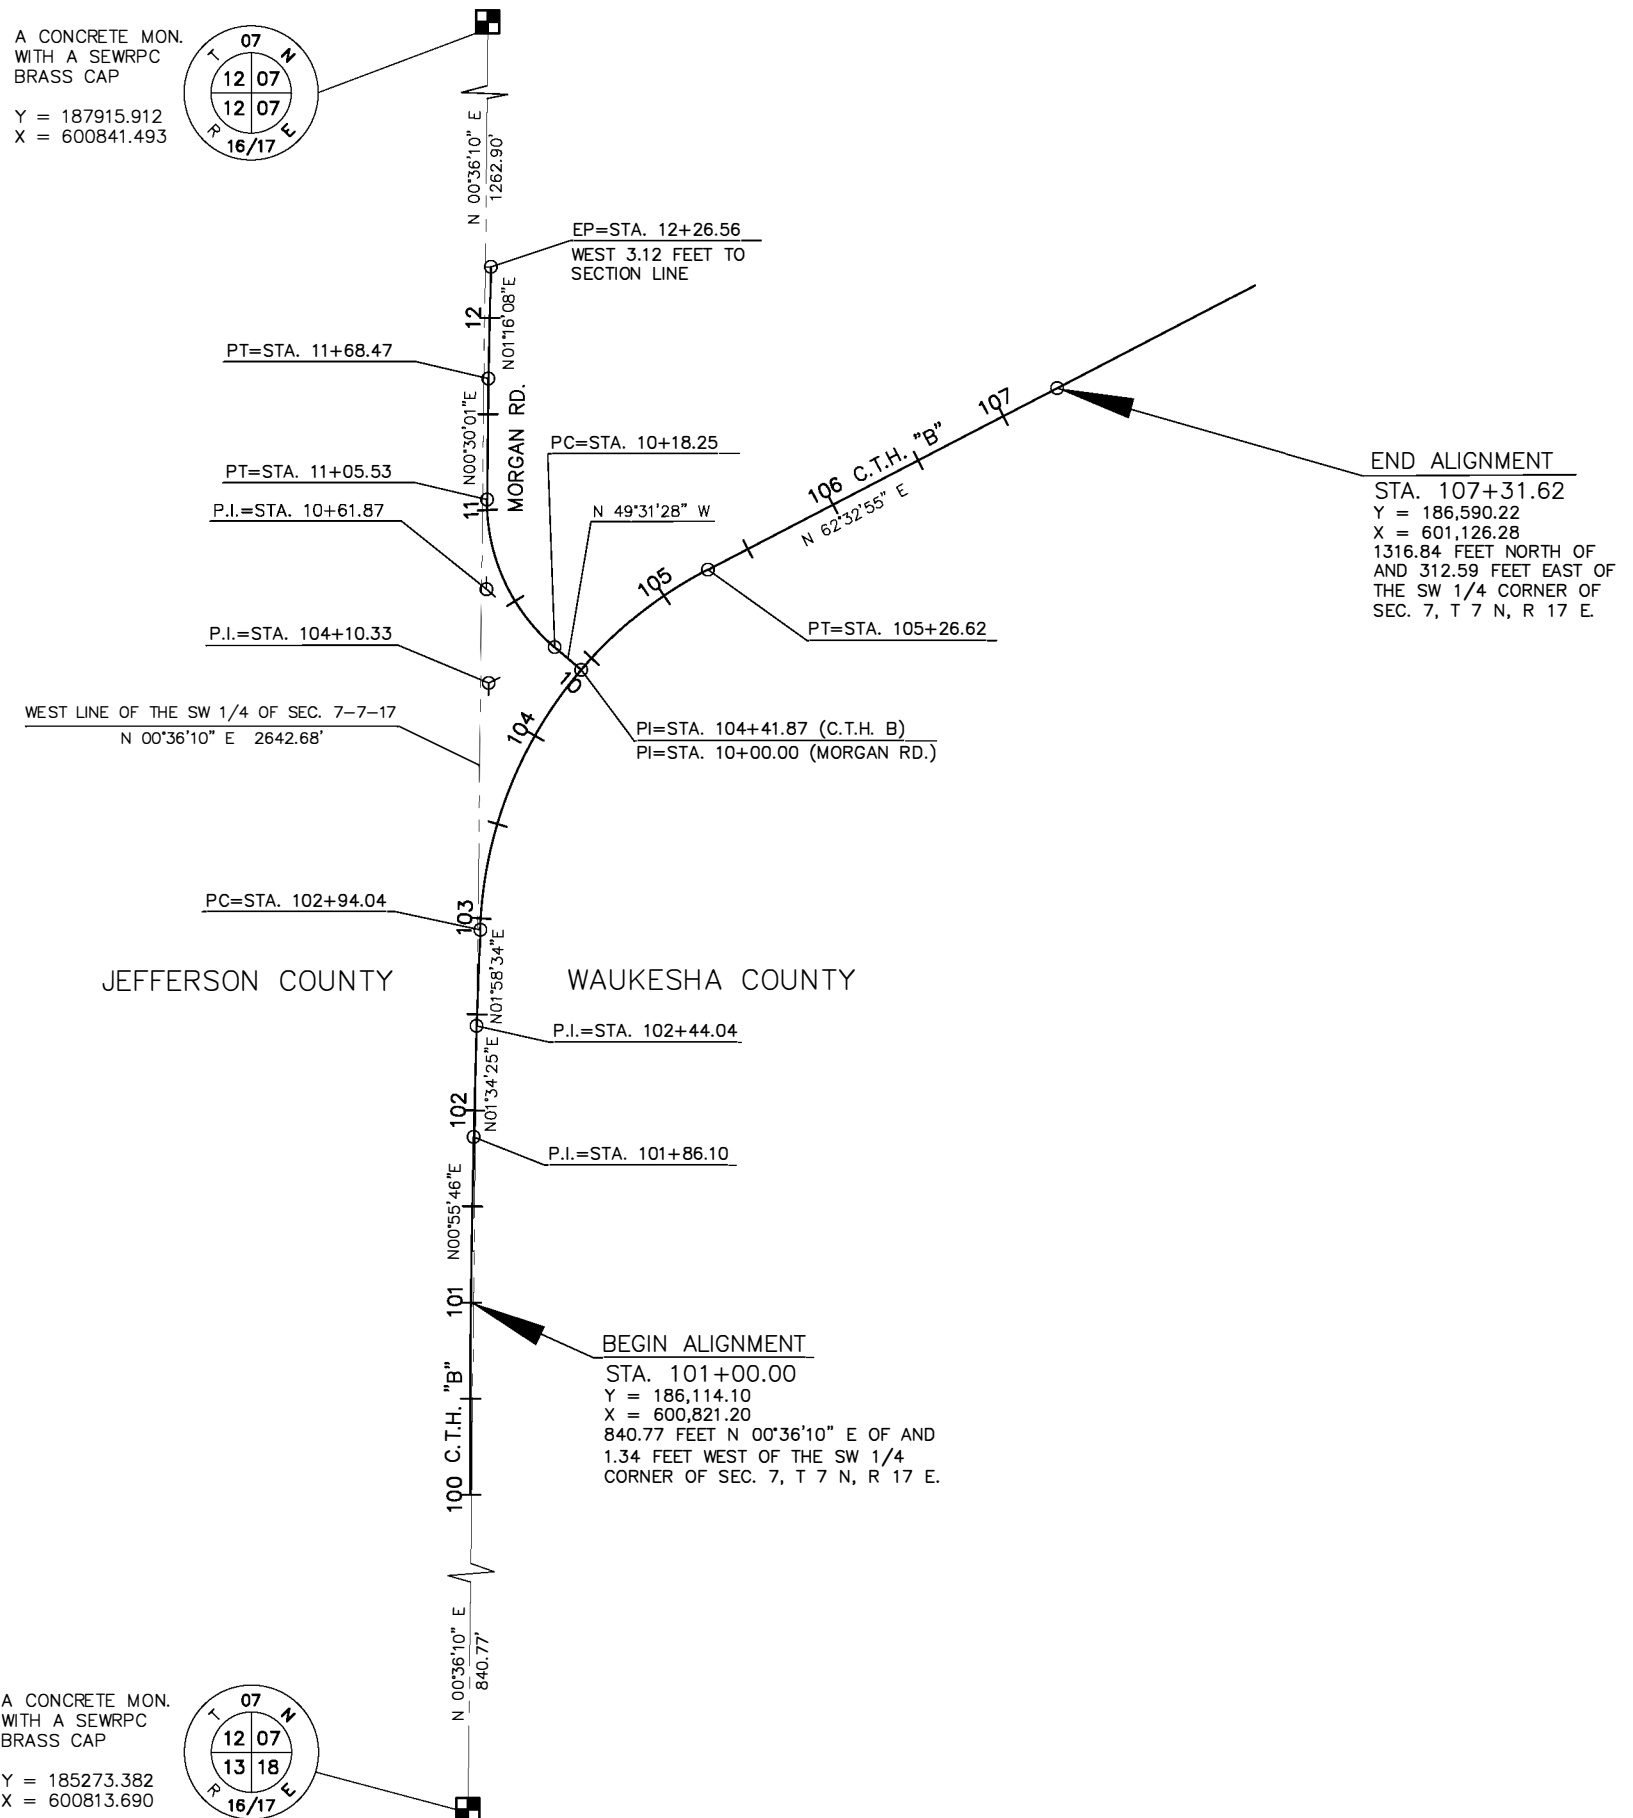 A CONCRETE MON.
WITH A SEWRPC
BRASS CAP
Y = 187915.912
X = 600841.493
T 07 N
12 07
12 07
R 16/17 E
N 00°36'10" E
1262.90'
EP=STA. 12+26.56
WEST 3.12 FEET TO
SECTION LINE
12
N01°16'08"E
PT=STA. 11+68.47
N00°30'01"E
MORGAN RD.
PC=STA. 10+18.25
PT=STA. 11+05.53
11
P.I.=STA. 10+61.87
N 49°31'28" W
107
106 C.T.H. "B"
N 62°32'55" E
END ALIGNMENT
STA. 107+31.62
Y = 186,590.22
X = 601,126.28
1316.84 FEET NORTH OF
AND 312.59 FEET EAST OF
THE SW 1/4 CORNER OF
SEC. 7, T 7 N, R 17 E.
105
P.I.=STA. 104+10.33
PT=STA. 105+26.62
10
WEST LINE OF THE SW 1/4 OF SEC. 7-7-17
N 00°36'10" E 2642.68'
104
PI=STA. 104+41.87 (C.T.H. B)
PI=STA. 10+00.00 (MORGAN RD.)
PC=STA. 102+94.04
103
N01°58'34"E
JEFFERSON COUNTY
WAUKESHA COUNTY
P.I.=STA. 102+44.04
N01°34'25"E
102
P.I.=STA. 101+86.10
N00°55'46"E
101
BEGIN ALIGNMENT
STA. 101+00.00
Y = 186,114.10
X = 600,821.20
840.77 FEET N 00°36'10" E OF AND
1.34 FEET WEST OF THE SW 1/4
CORNER OF SEC. 7, T 7 N, R 17 E.
100 C.T.H. "B"
N 00°36'10" E
840.77'
A CONCRETE MON.
WITH A SEWRPC
BRASS CAP
Y = 185273.382
X = 600813.690
T 07 N
12 07
13 18
R 16/17 E